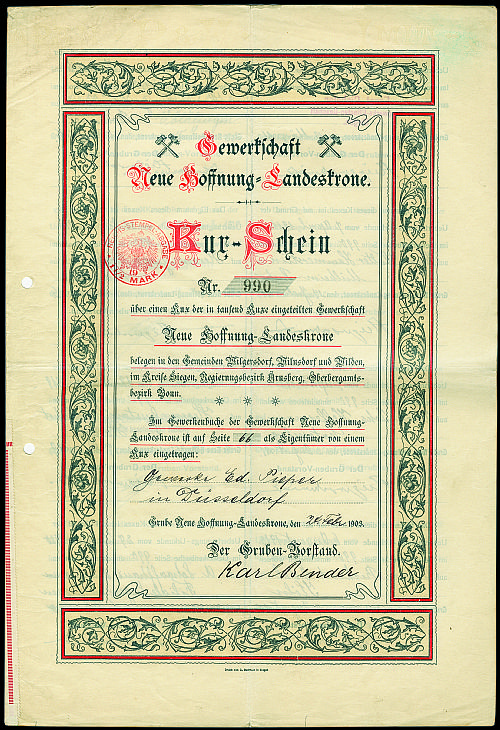 Gewerkschaft
Neue Hoffnung-Landeskrone.
Kux-Schein
Nr. 990
über einen Kux der in tausend Kuxe eingeteilten Gewerkschaft
Neue Hoffnung-Landeskrone
belegen in den Gemeinden Wilgersdorf, Wilnsdorf und Wilden,
im Kreise Siegen, Regierungsbezirk Arnsberg, Oberbergamts-
bezirk Bonn.
Im Gewerkenbuche der Gewerkschaft Neue Hoffnung-
Landeskrone ist auf Seite 66 als Eigentümer von einem
Kux eingetragen:
Gewerke Ed. Pieper
in Düsseldorf
Grube Neue Hoffnung-Landeskrone, den 24. Febr 1903.
Der Gruben-Vorstand.
Karl Bender
MARK